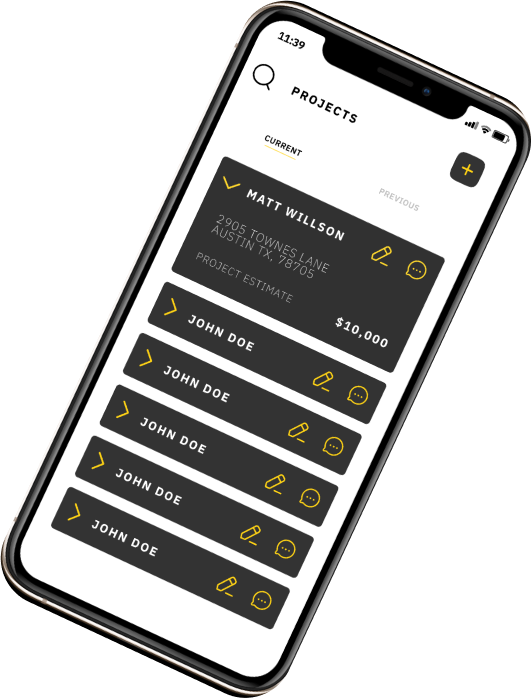 11:39
PROJECTS
CURRENT
PREVIOUS
MATT WILLSON
2905 TOWNES LANE
AUSTIN TX, 78705
PROJECT ESTIMATE
$10,000
JOHN DOE
JOHN DOE
JOHN DOE
JOHN DOE
JOHN DOE